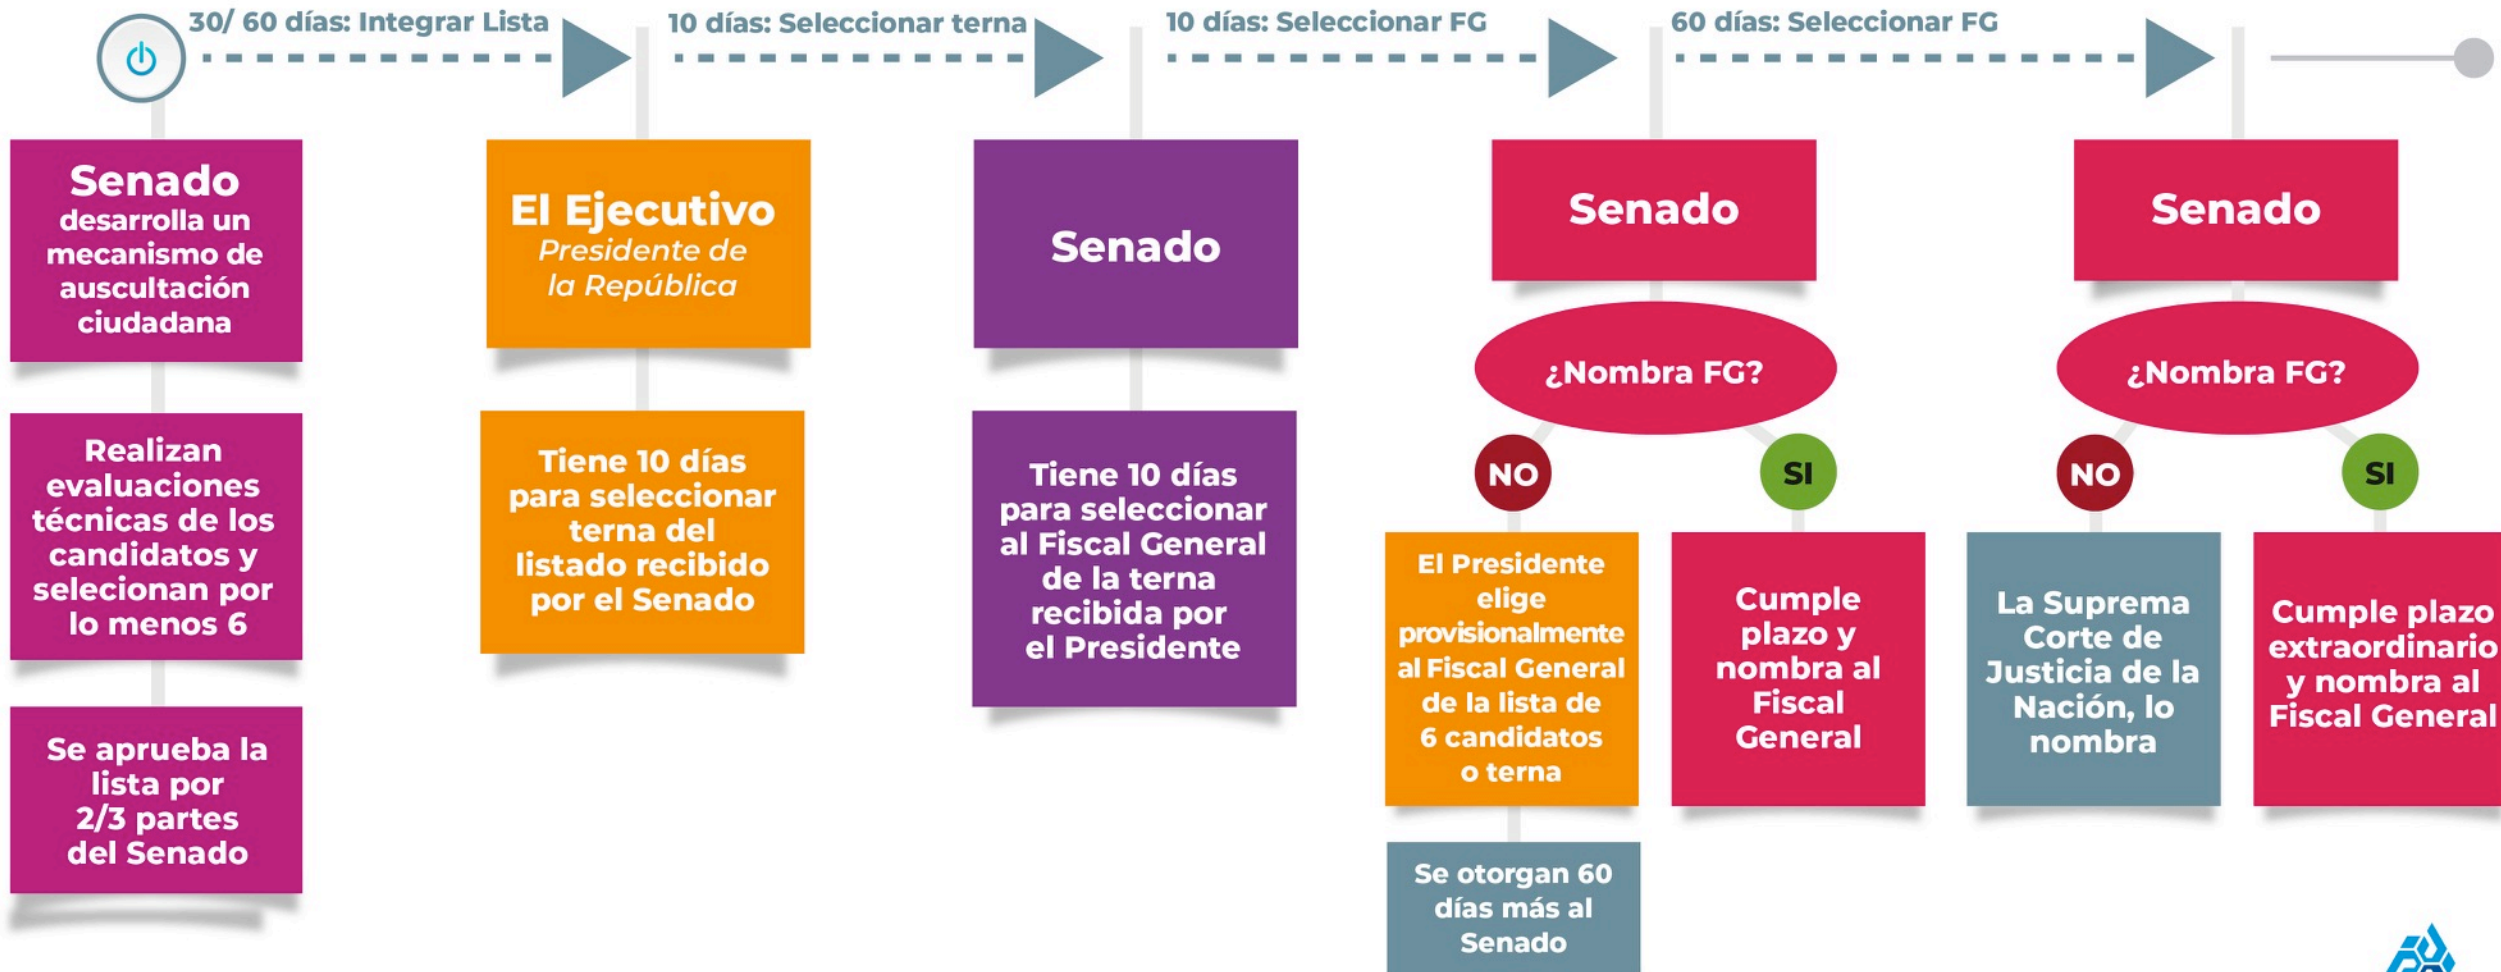 30/ 60 días: Integrar Lista
10 días: Seleccionar terna
10 días: Seleccionar FG
60 días: Seleccionar FG
Senado
desarrolla un
mecanismo de
auscultación
ciudadana
Realizan
evaluaciones
técnicas de los
candidatos y
selecionan por
lo menos 6
Se aprueba la
lista por
2/3 partes
del Senado
El Ejecutivo
Presidente de
la República
Tiene 10 días
para seleccionar
terna del
listado recibido
por el Senado
Senado
Tiene 10 días
para seleccionar
al Fiscal General
de la terna
recibida por
el Presidente
Senado
¿Nombra FG?
NO
El Presidente
elige
provisionalmente
al Fiscal General
de la lista de
6 candidatos
o terna
Se otorgan 60
días más al
Senado
SI
Cumple
plazo y
nombra al
Fiscal
General
Senado
¿Nombra FG?
NO
La Suprema
Corte de
Justicia de la
Nación, lo
nombra
SI
Cumple plazo
extraordinario
y nombra al
Fiscal General